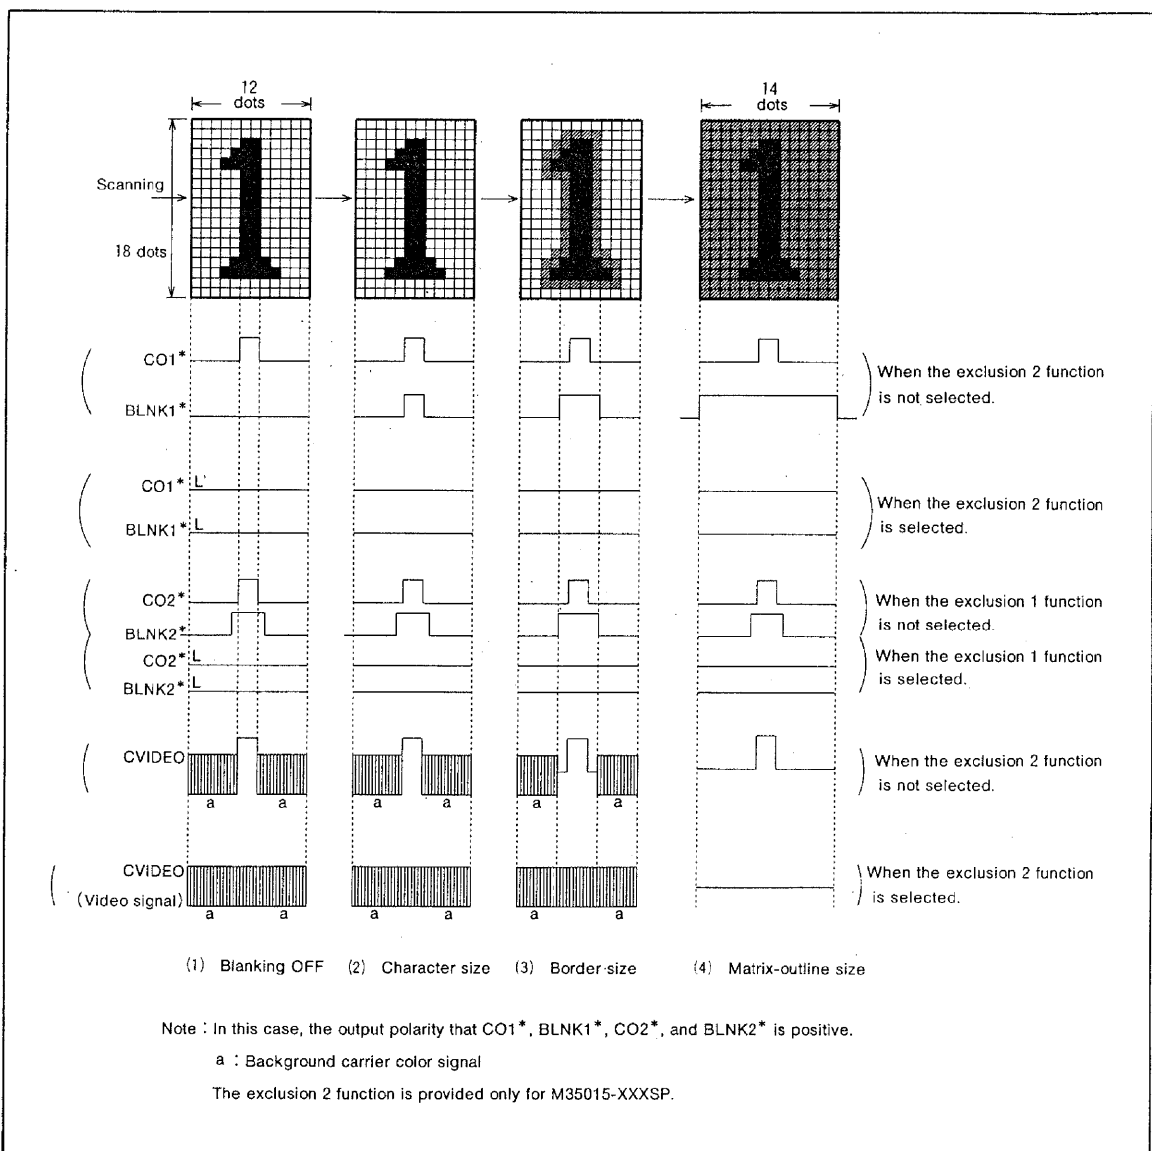 12
dots
14
dots
Scanning
18 dots
CO1*
BLNK1*
When the exclusion 2 function
is not selected.
CO1* L
BLNK1* L
When the exclusion 2 function
is selected.
CO2*
BLNK2*
When the exclusion 1 function
is not selected.
CO2* L
BLNK2* L
When the exclusion 1 function
is selected.
CVIDEO
a a a a a a
When the exclusion 2 function
is not selected.
CVIDEO
(Video signal)
a a a a a a
When the exclusion 2 function
is selected.
(1) Blanking OFF (2) Character size (3) Border size (4) Matrix-outline size
Note : In this case, the output polarity that CO1*, BLNK1*, CO2*, and BLNK2* is positive.
a : Background carrier color signal
The exclusion 2 function is provided only for M35015-XXXSP.